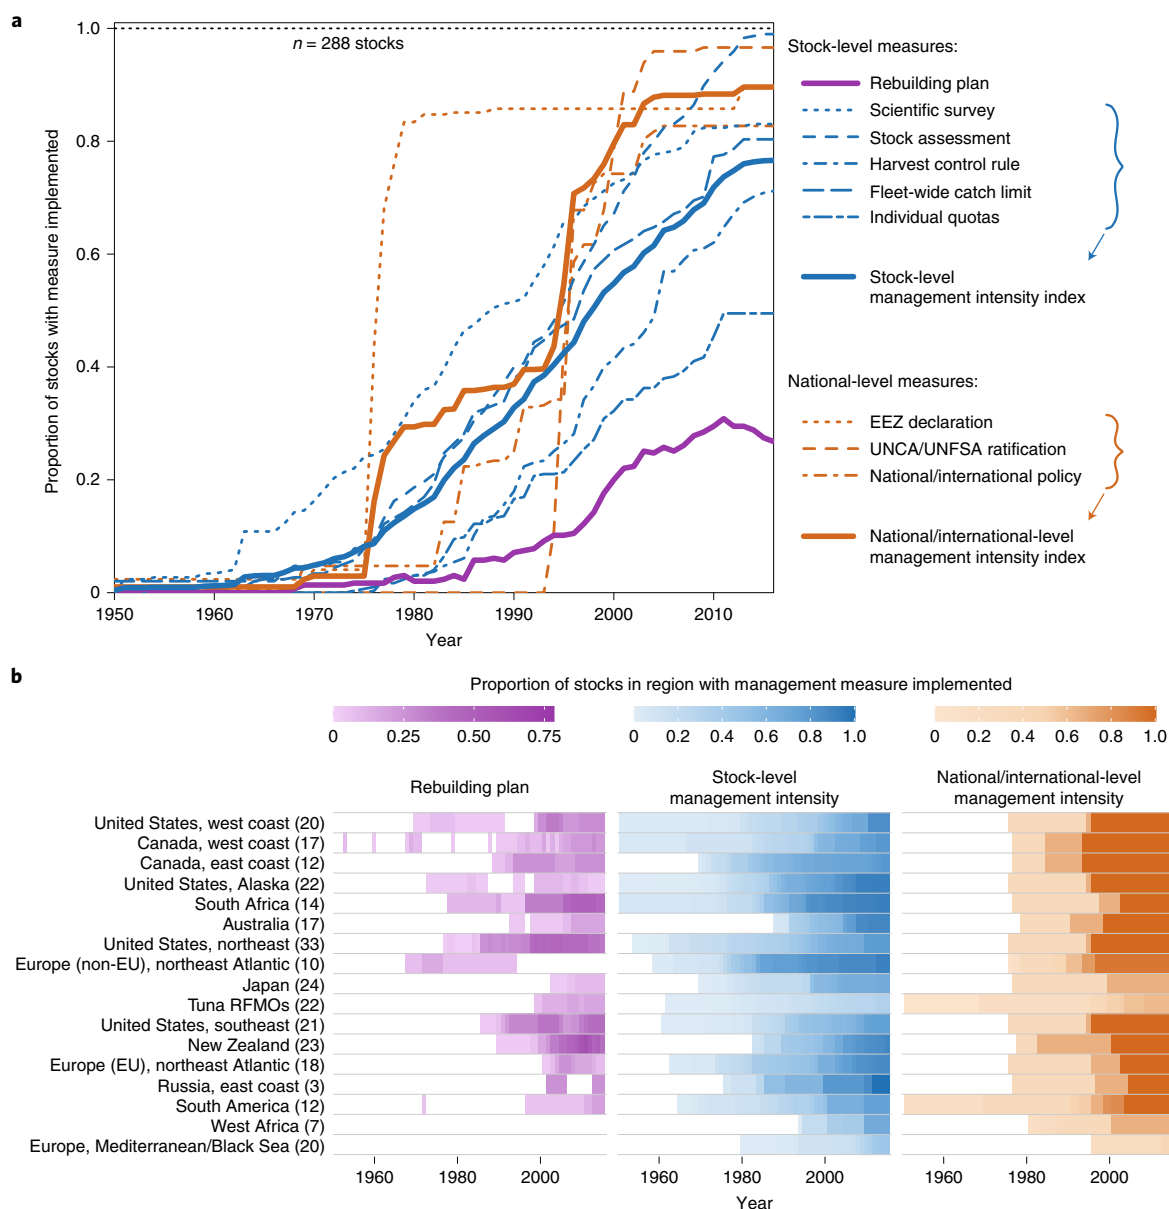 a
1.0
0.8
0.6
0.4
0.2
0
Proportion of stocks with measure implemented
n = 288 stocks
1950 1960 1970 1980 1990 2000 2010
Year
Stock-level measures:
Rebuilding plan
Scientific survey
Stock assessment
Harvest control rule
Fleet-wide catch limit
Individual quotas
Stock-level
management intensity index
National-level measures:
EEZ declaration
UNCA/UNFSA ratification
National/international policy
National/international-level
management intensity index
b
Proportion of stocks in region with management measure implemented
0 0.25 0.50 0.75
0 0.2 0.4 0.6 0.8 1.0
0 0.2 0.4 0.6 0.8 1.0
Rebuilding plan
Stock-level
management intensity
National/international-level
management intensity
United States, west coast (20)
Canada, west coast (17)
Canada, east coast (12)
United States, Alaska (22)
South Africa (14)
Australia (17)
United States, northeast (33)
Europe (non-EU), northeast Atlantic (10)
Japan (24)
Tuna RFMOs (22)
United States, southeast (21)
New Zealand (23)
Europe (EU), northeast Atlantic (18)
Russia, east coast (3)
South America (12)
West Africa (7)
Europe, Mediterranean/Black Sea (20)
1960 1980 2000
1960 1980 2000
1960 1980 2000
Year